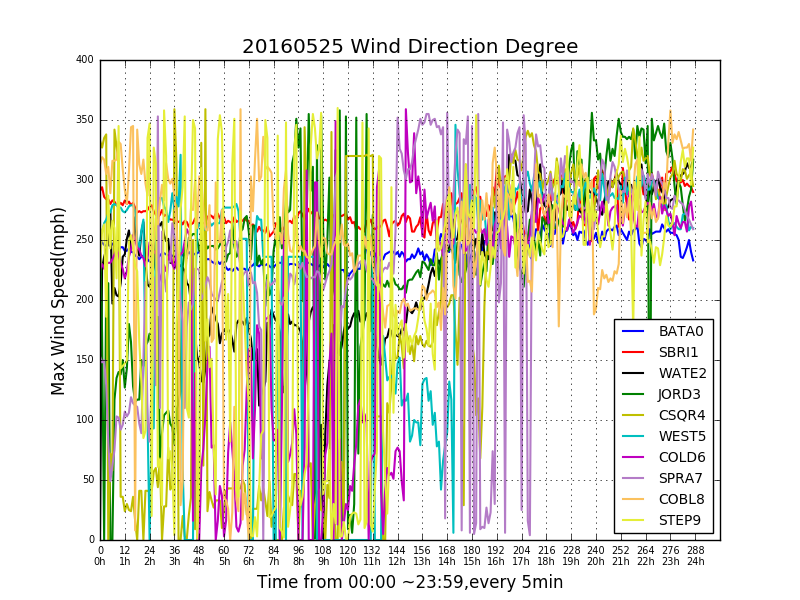 20160525 Wind Direction Degree
Max Wind Speed(mph)
400
350
300
250
200
150
100
50
0
BATA0
SBRI1
WATE2
JORD3
CSQR4
WEST5
COLD6
SPRA7
COBL8
STEP9
0 12 24 36 48 60 72 84 96 108 120 132 144 156 168 180 192 204 216 228 240 252 264 276 288
0h 1h 2h 3h 4h 5h 6h 7h 8h 9h 10h 11h 12h 13h 14h 15h 16h 17h 18h 19h 20h 21h 22h 23h 24h
Time from 00:00 ~23:59,every 5min